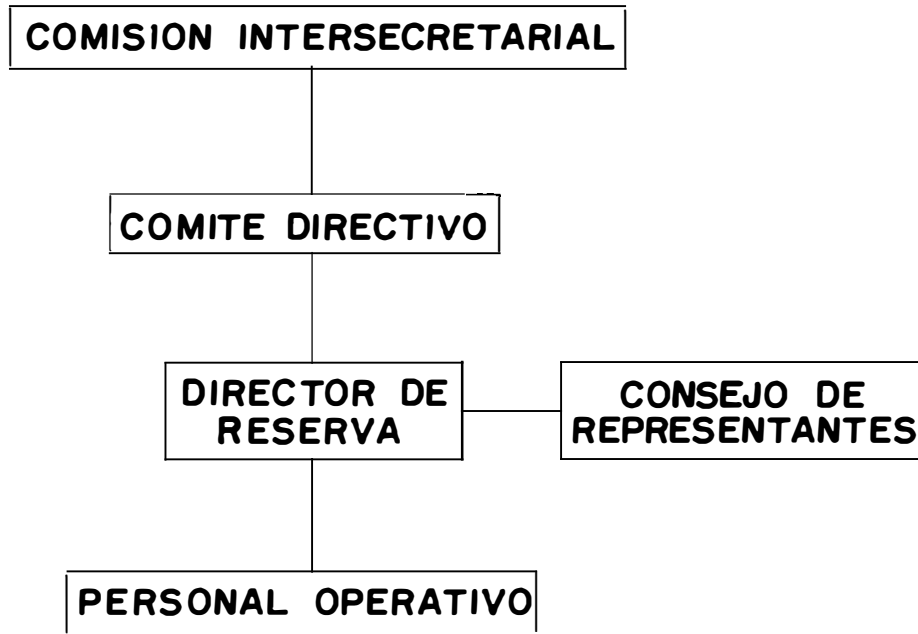 COMISION INTERSECRETARIAL
COMITE DIRECTIVO
DIRECTOR DE
RESERVA
CONSEJO DE
REPRESENTANTES
PERSONAL OPERATIVO